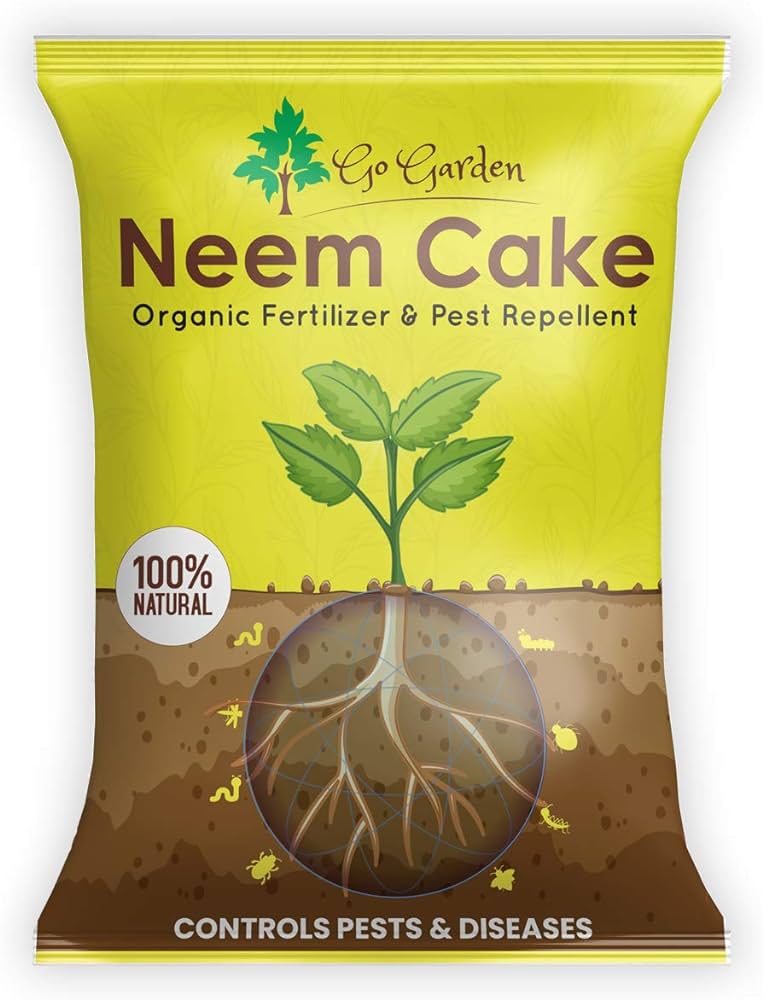 Go Garden
Neem Cake
Organic Fertilizer & Pest Repellent
100%
NATURAL
CONTROLS PESTS & DISEASES